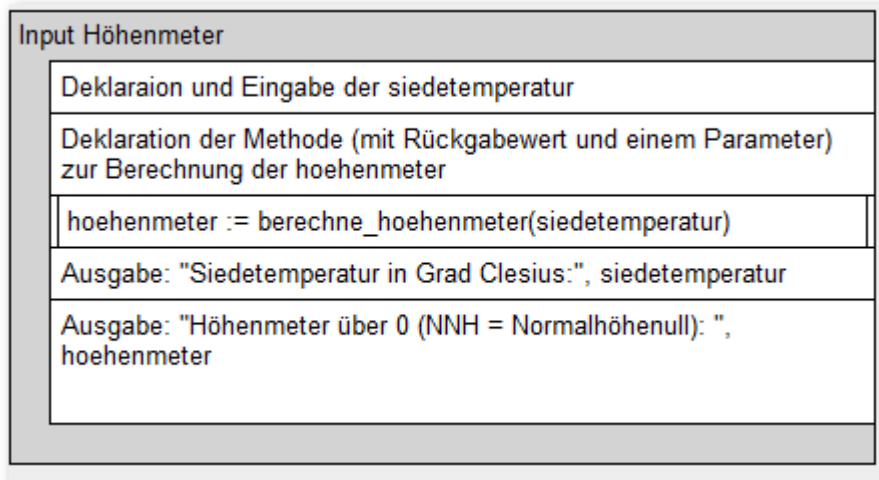 Input Höhenmeter
Deklaraion und Eingabe der siedetemperatur
Deklaration der Methode (mit Rückgabewert und einem Parameter)
zur Berechnung der hoehenmeter
hoehenmeter := berechne_hoehenmeter(siedetemperatur)
Ausgabe: "Siedetemperatur in Grad Clesius:", siedetemperatur
Ausgabe: "Höhenmeter über 0 (NNH = Normalhöhenull): ",
hoehenmeter